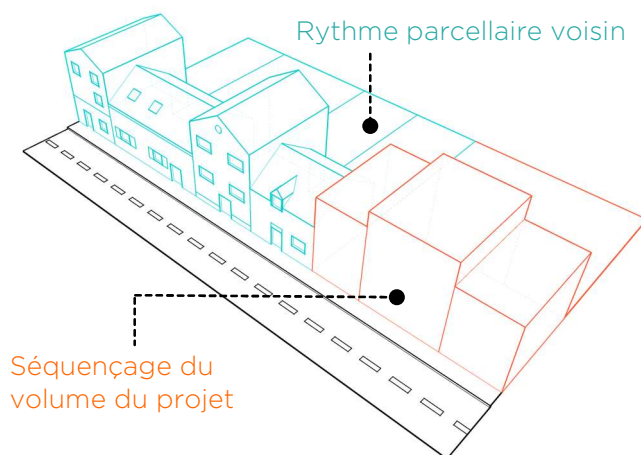 Rythme parcellaire voisin
Séquençage du
volume du projet